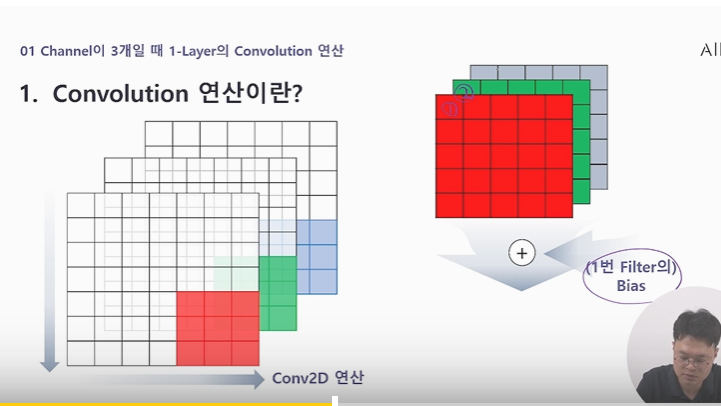 01 Channel이 3개일 때 1-Layer의 Convolution 연산
All
1. Convolution 연산이란?
①
②
+
(1번 Filter의)
Bias
Conv2D 연산